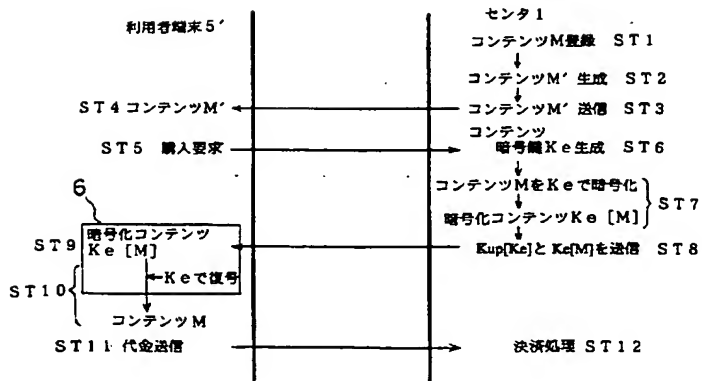 利用者端末5′
センタ1
コンテンツM登録 ST1
コンテンツM′生成 ST2
ST4 コンテンツM′
コンテンツM′送信 ST3
ST5 購入要求
コンテンツ
暗号鍵Ke生成 ST6
コンテンツMをKeで暗号化
暗号化コンテンツKe [M]
ST7
6
ST9
暗号化コンテンツ
Ke [M]
Kup[Ke]とKe[M]を送信 ST8
ST10
Keで復号
コンテンツM
ST11 代金送信
決済処理 ST12